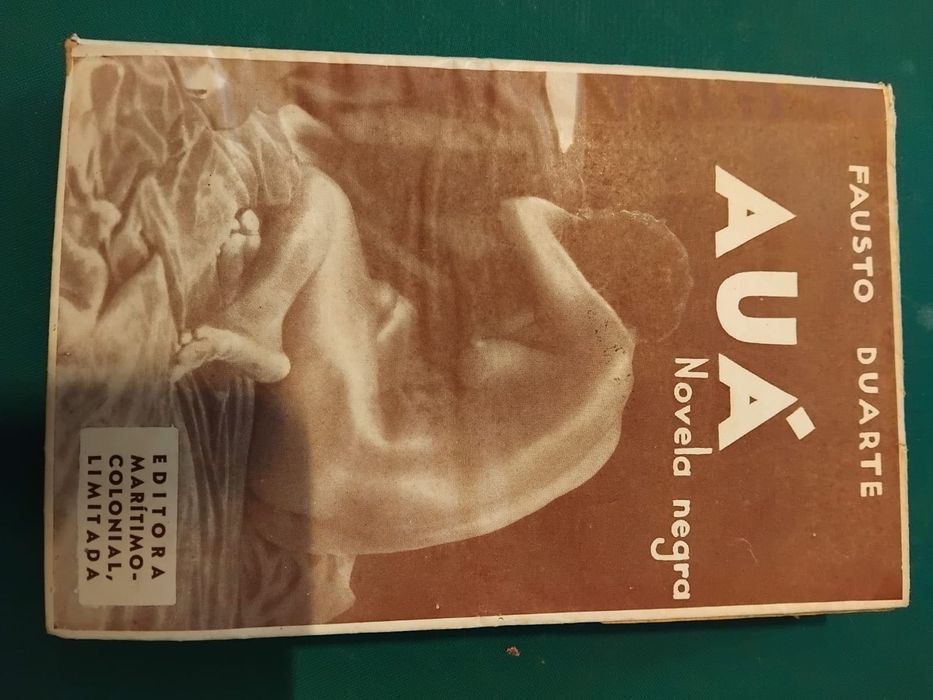 FAUSTO DUARTE
AUÁ
Novela negra
EDITORA
MARÍTIMO-
COLONIAL,
LIMITADA